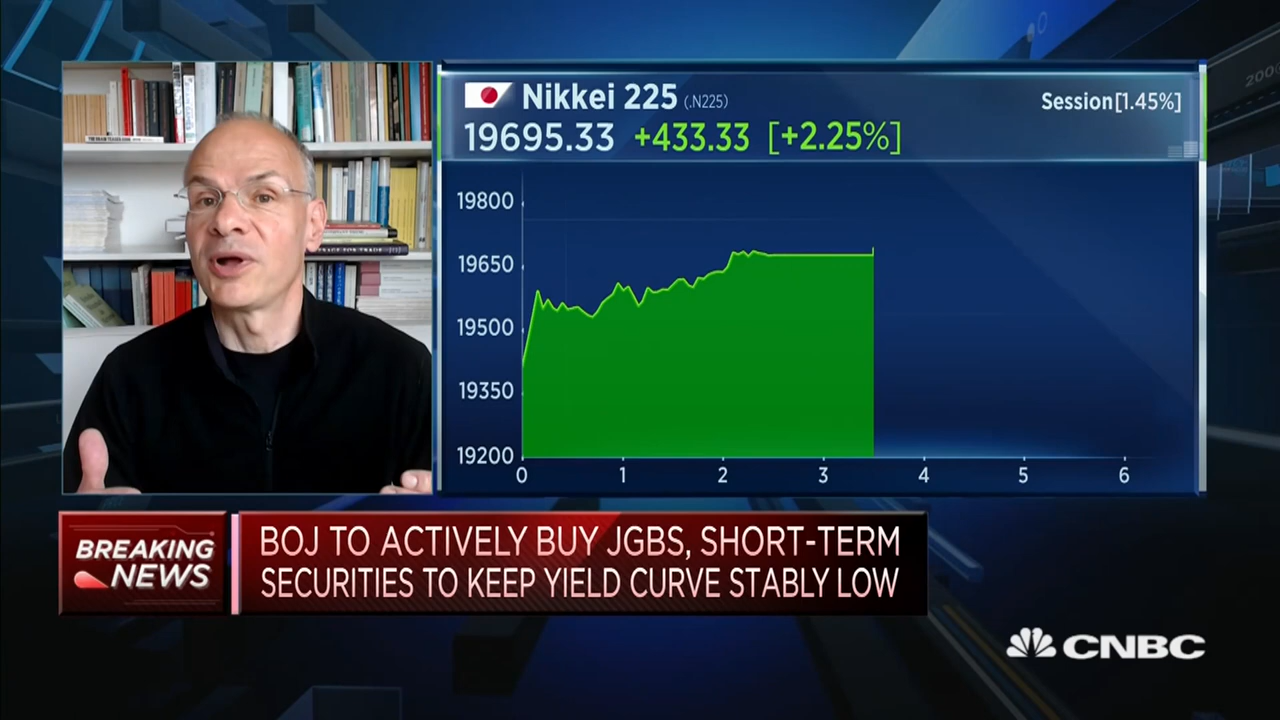 Nikkei 225 (.N225)
Session[1.45%]
19695.33 +433.33 [+2.25%]
19800
19650
19500
19350
19200
0 1 2 3 4 5 6
BREAKING
NEWS
BOJ TO ACTIVELY BUY JGBS, SHORT-TERM
SECURITIES TO KEEP YIELD CURVE STABLY LOW
CNBC